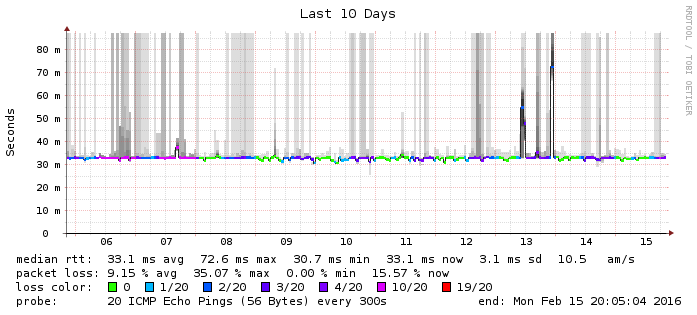 Last 10 Days
RRDTOOL / TOBI OETIKER
Seconds
80 m
70 m
60 m
50 m
40 m
30 m
20 m
10 m
0
06 07 08 09 10 11 12 13 14 15
median rtt: 33.1 ms avg 72.6 ms max 30.7 ms min 33.1 ms now 3.1 ms sd 10.5 am/s
packet loss: 9.15 % avg 35.07 % max 0.00 % min 15.57 % now
loss color: 0 1/20 2/20 3/20 4/20 10/20 19/20
probe: 20 ICMP Echo Pings (56 Bytes) every 300s end: Mon Feb 15 20:05:04 2016